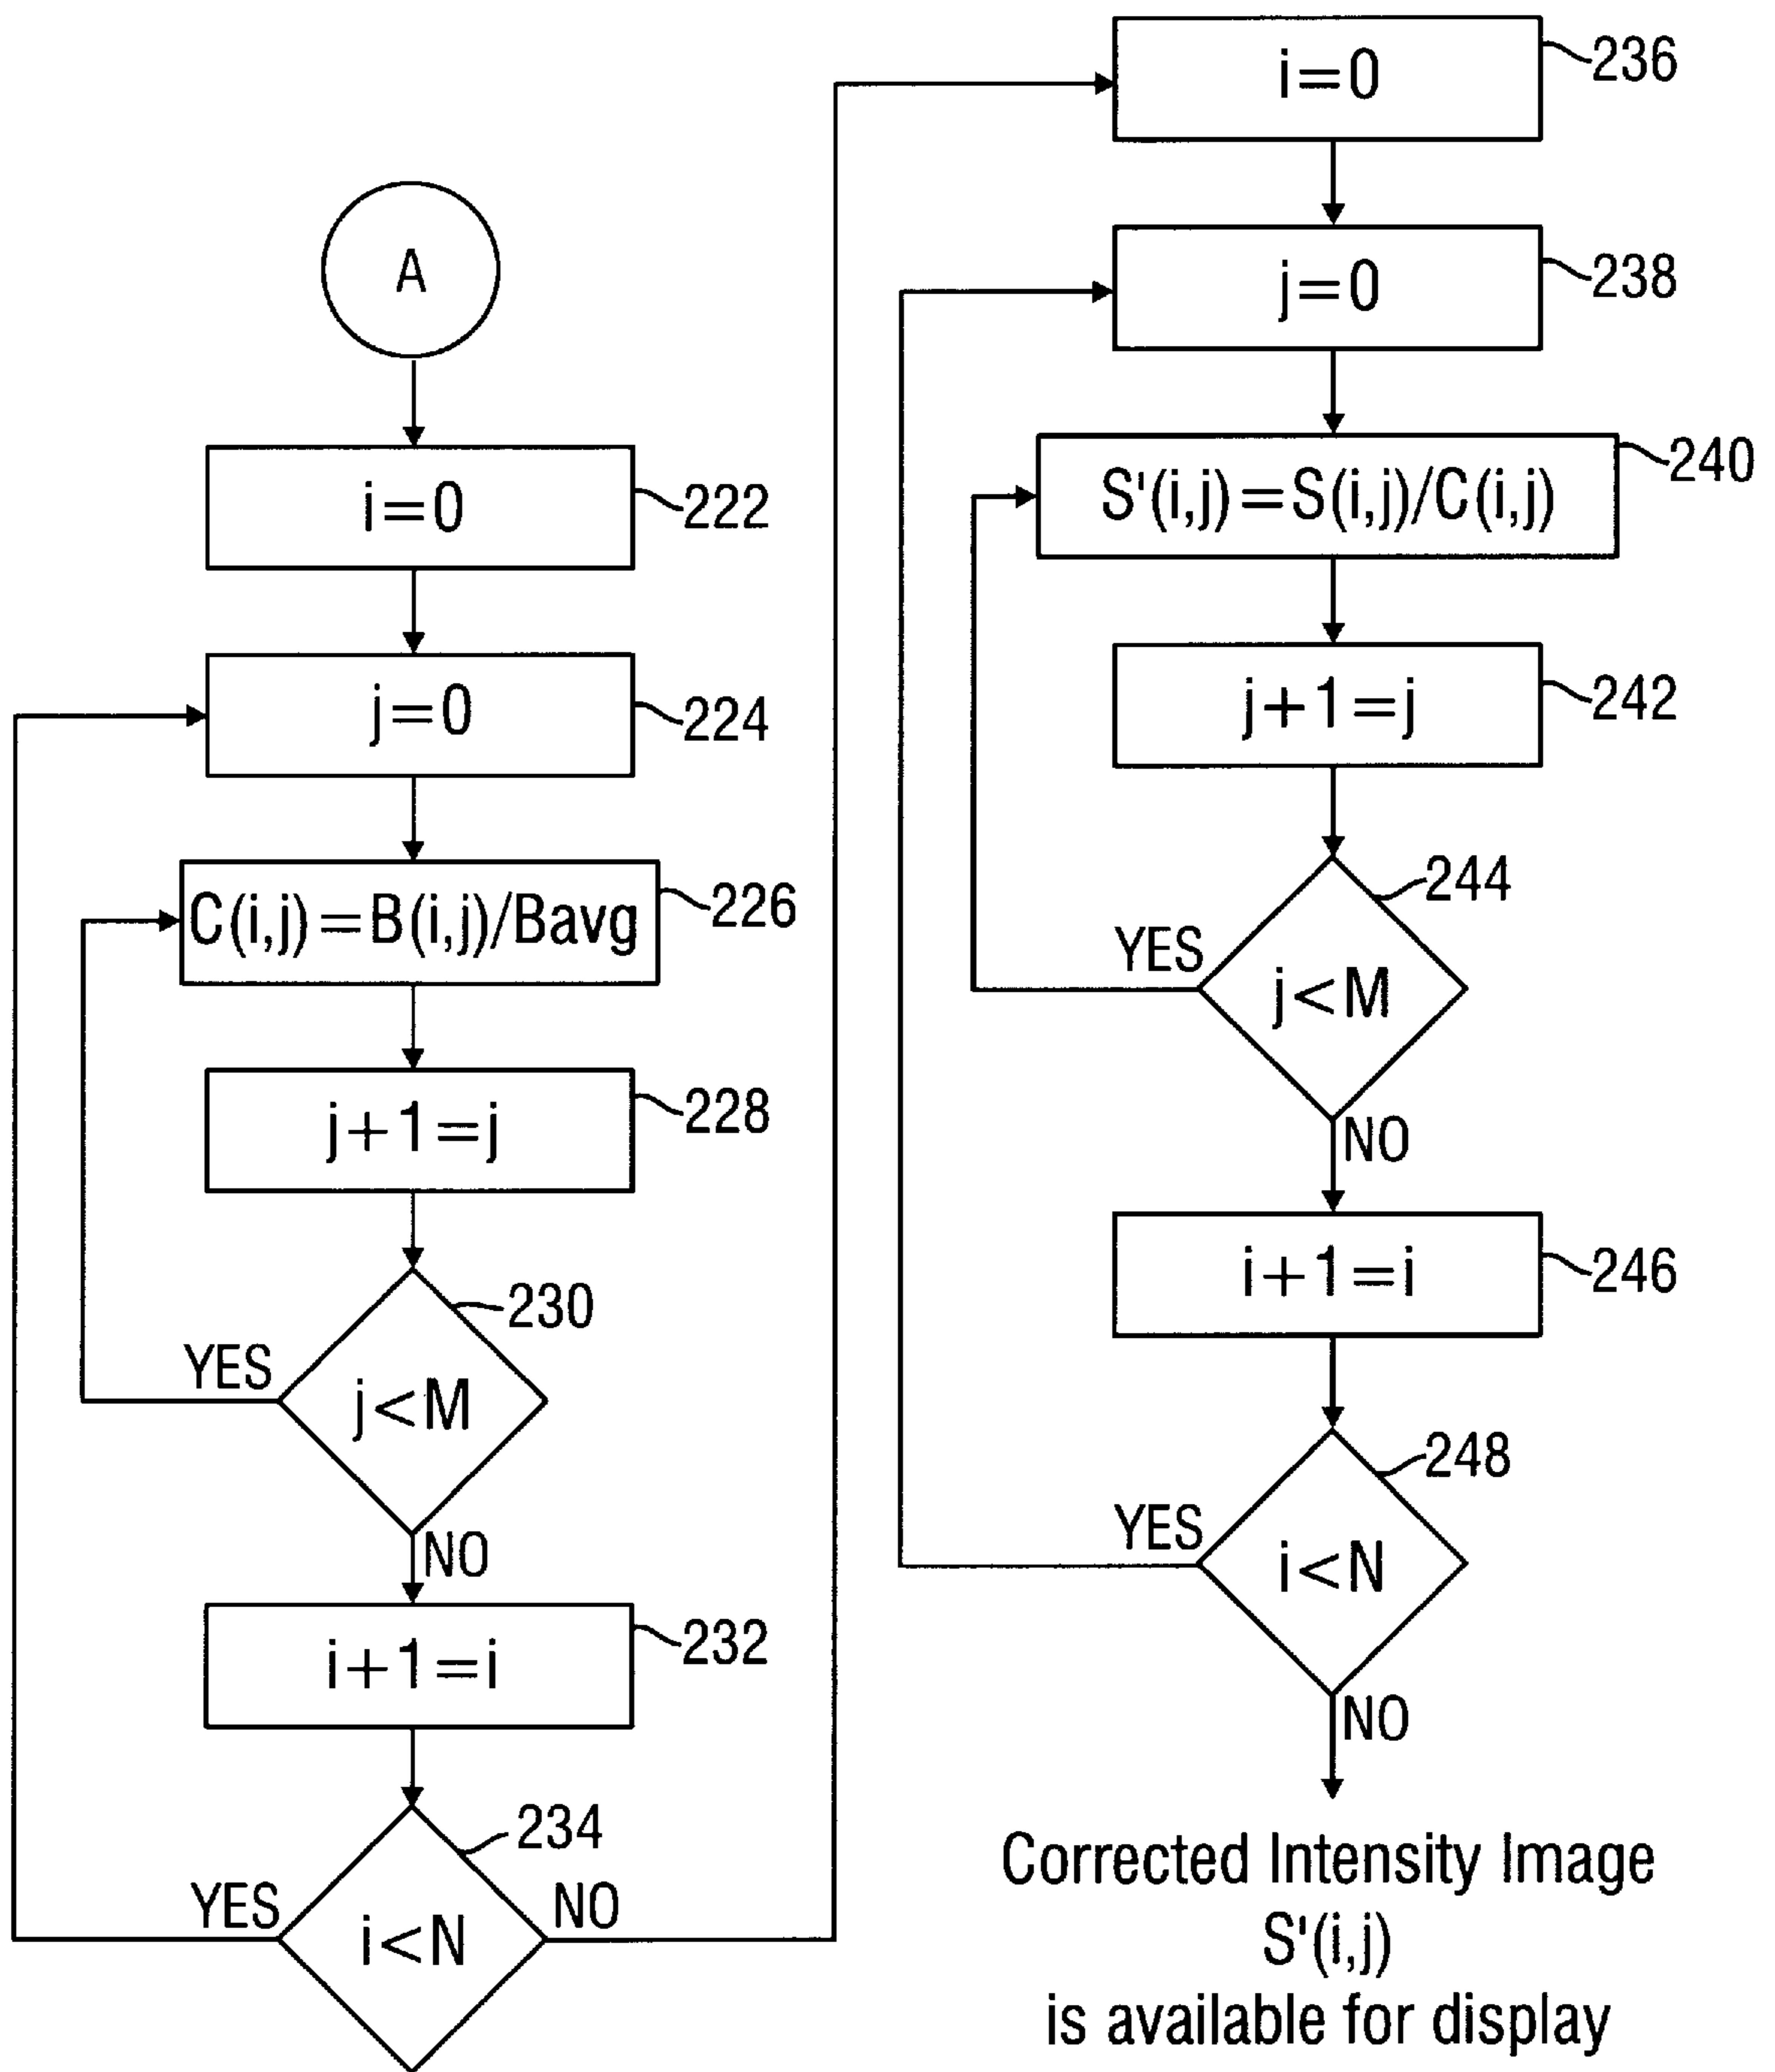 A
i=0
222
j=0
224
C(i,j)=B(i,j)/Bavg
226
j+1=j
228
230
YES
j<M
NO
i+1=i
232
234
YES
i<N
NO
i=0
236
j=0
238
S'(i,j)=S(i,j)/C(i,j)
240
j+1=j
242
244
YES
j<M
NO
i+1=i
246
248
YES
i<N
NO
Corrected Intensity Image
S'(i,j)
is available for display